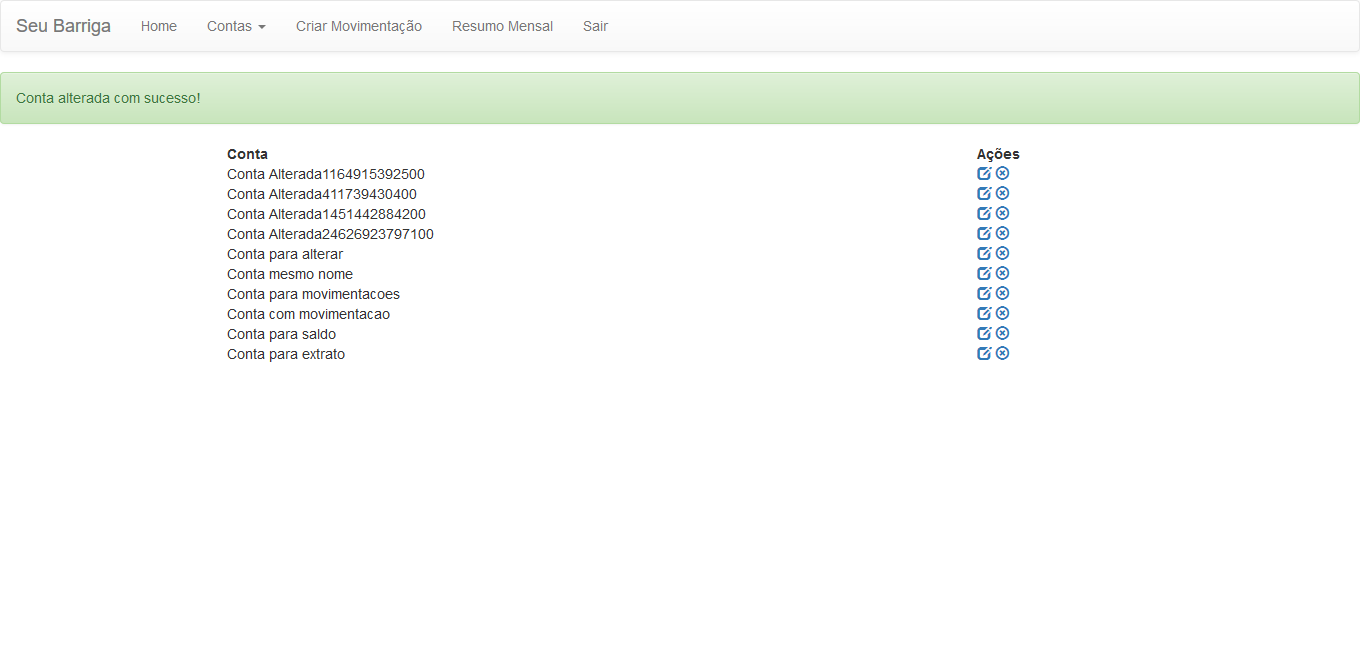 Seu Barriga Home Contas Criar Movimentação Resumo Mensal Sair
Conta alterada com sucesso!
Conta Ações
Conta Alterada1164915392500
Conta Alterada411739430400
Conta Alterada1451442884200
Conta Alterada24626923797100
Conta para alterar
Conta mesmo nome
Conta para movimentacoes
Conta com movimentacao
Conta para saldo
Conta para extrato